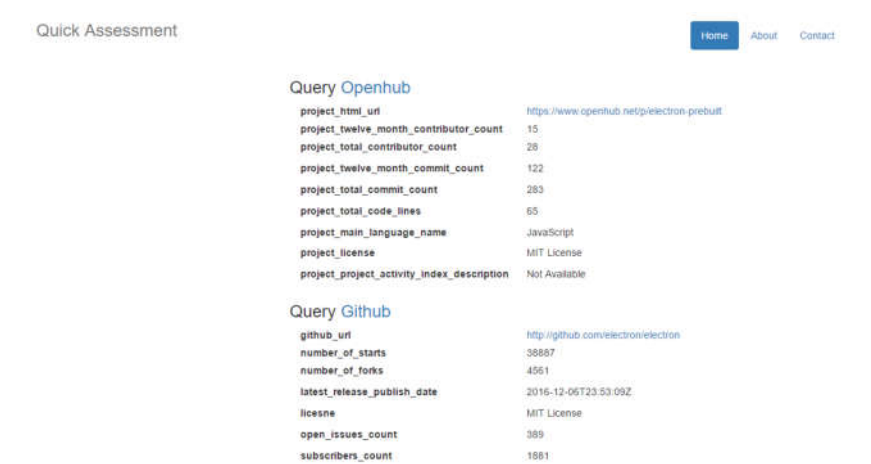 Quick Assessment
Home About Contact
Query Openhub
project_html_url https://www.openhub.net/p/electron-prebuilt
project_twelve_month_contributor_count 15
project_total_contributor_count 28
project_twelve_month_commit_count 122
project_total_commit_count 283
project_total_code_lines 65
project_main_language_name JavaScript
project_license MIT License
project_project_activity_index_description Not Available
Query Github
github_url http://github.com/electron/electron
number_of_starts 38887
number_of_forks 4561
latest_release_publish_date 2016-12-06T23:53:09Z
licesne MIT License
open_issues_count 389
subscribers_count 1881